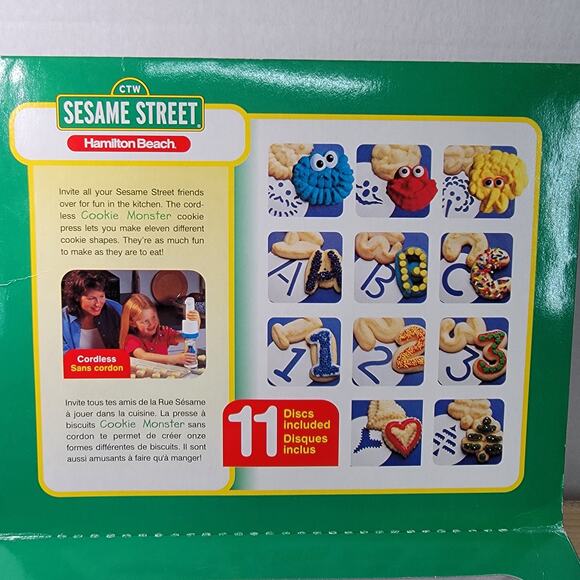 CTW
SESAME STREET®
Hamilton Beach®
Invite all your Sesame Street friends
over for fun in the kitchen. The cord-
less Cookie Monster cookie
press lets you make eleven different
cookie shapes. They're as much fun
to make as they are to eat!
Cordless
Sans cordon
Invite tous tes amis de la Rue Sésame
à jouer dans la cuisine. La presse à
biscuits Cookie Monster sans
cordon te permet de créer onze
formes différentes de biscuits. Il sont
aussi amusants à faire qu'à manger!
A B C
1 2 3
11 Discs
included
Disques
inclus